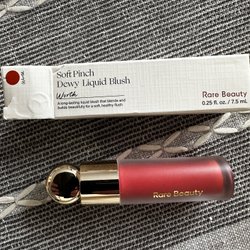 Soft Pinch
Dewy Liquid Blush
Worth
A long-lasting liquid blush that blends and
builds beautifully for a soft, healthy flush
Rare Beauty
0.25 fl. oz. / 7.5 mL
Rare Beauty